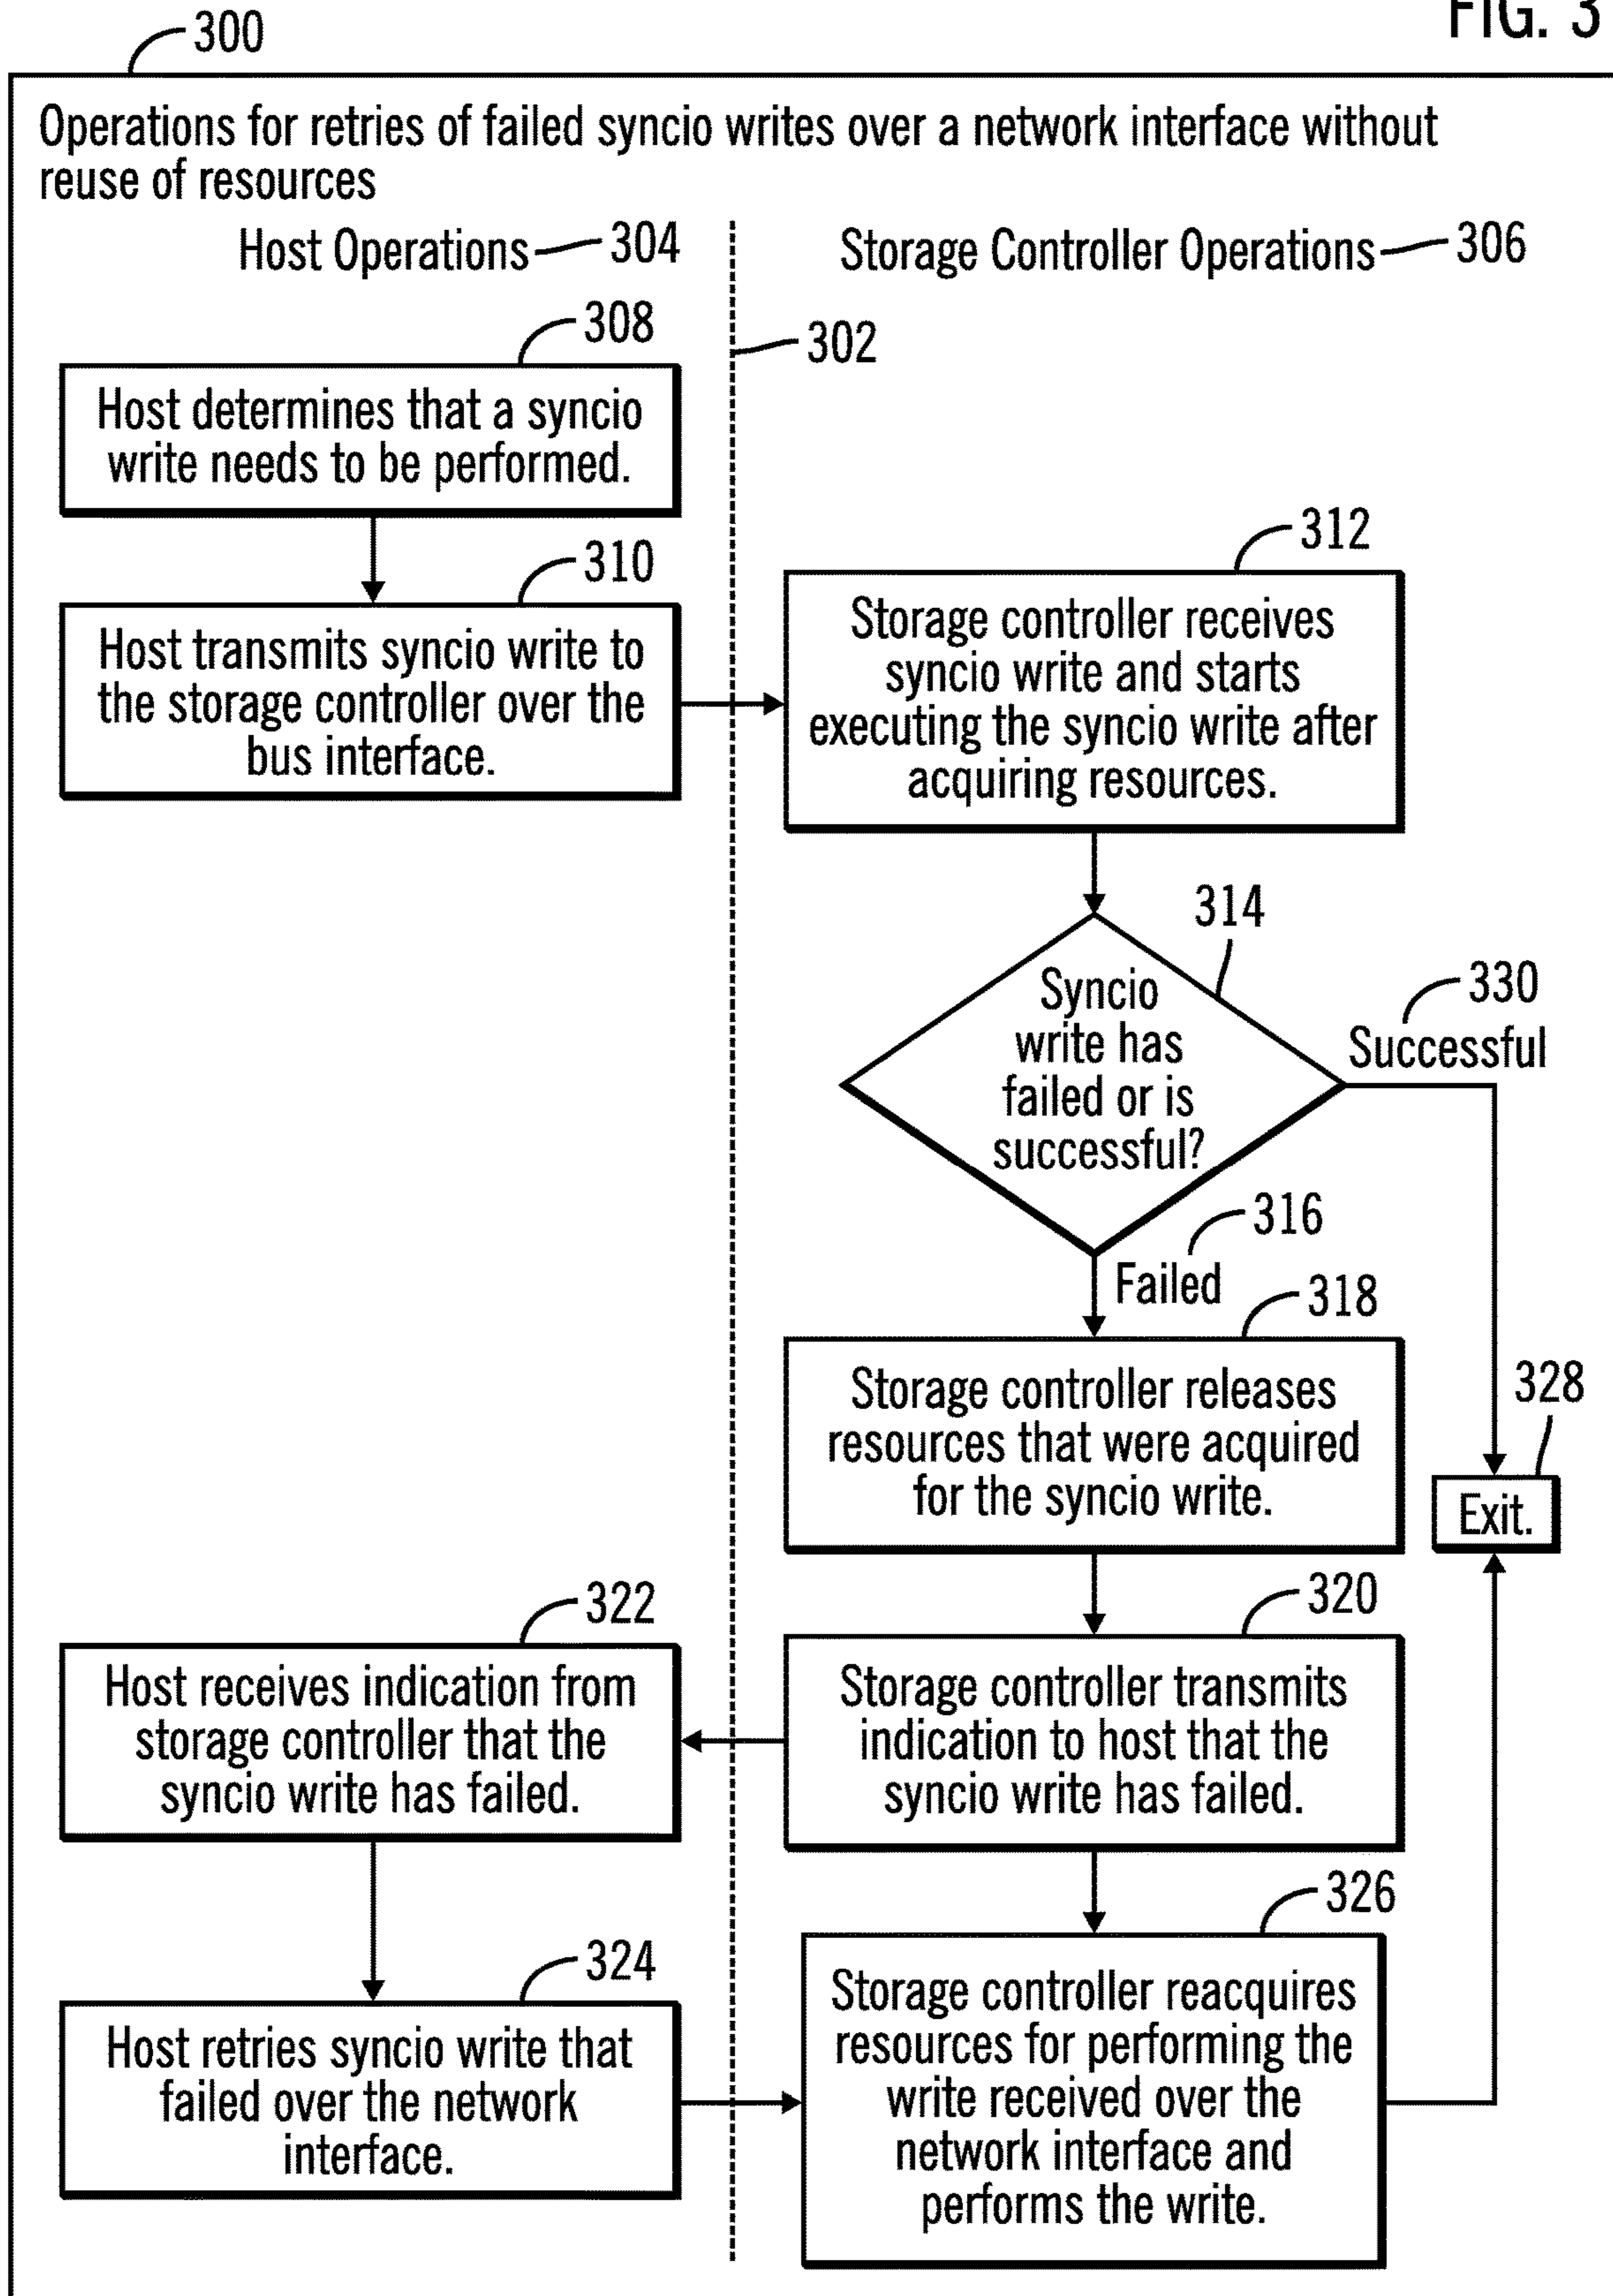 FIG. 3
300
Operations for retries of failed syncio writes over a network interface without
reuse of resources
Host Operations 304
Storage Controller Operations 306
302
308
Host determines that a syncio
write needs to be performed.
310
Host transmits syncio write to
the storage controller over the
bus interface.
312
Storage controller receives
syncio write and starts
executing the syncio write after
acquiring resources.
314
Syncio
write has
failed or is
successful?
330
Successful
316
Failed
318
Storage controller releases
resources that were acquired
for the syncio write.
328
Exit.
320
Storage controller transmits
indication to host that the
syncio write has failed.
322
Host receives indication from
storage controller that the
syncio write has failed.
324
Host retries syncio write that
failed over the network
interface.
326
Storage controller reacquires
resources for performing the
write received over the
network interface and
performs the write.